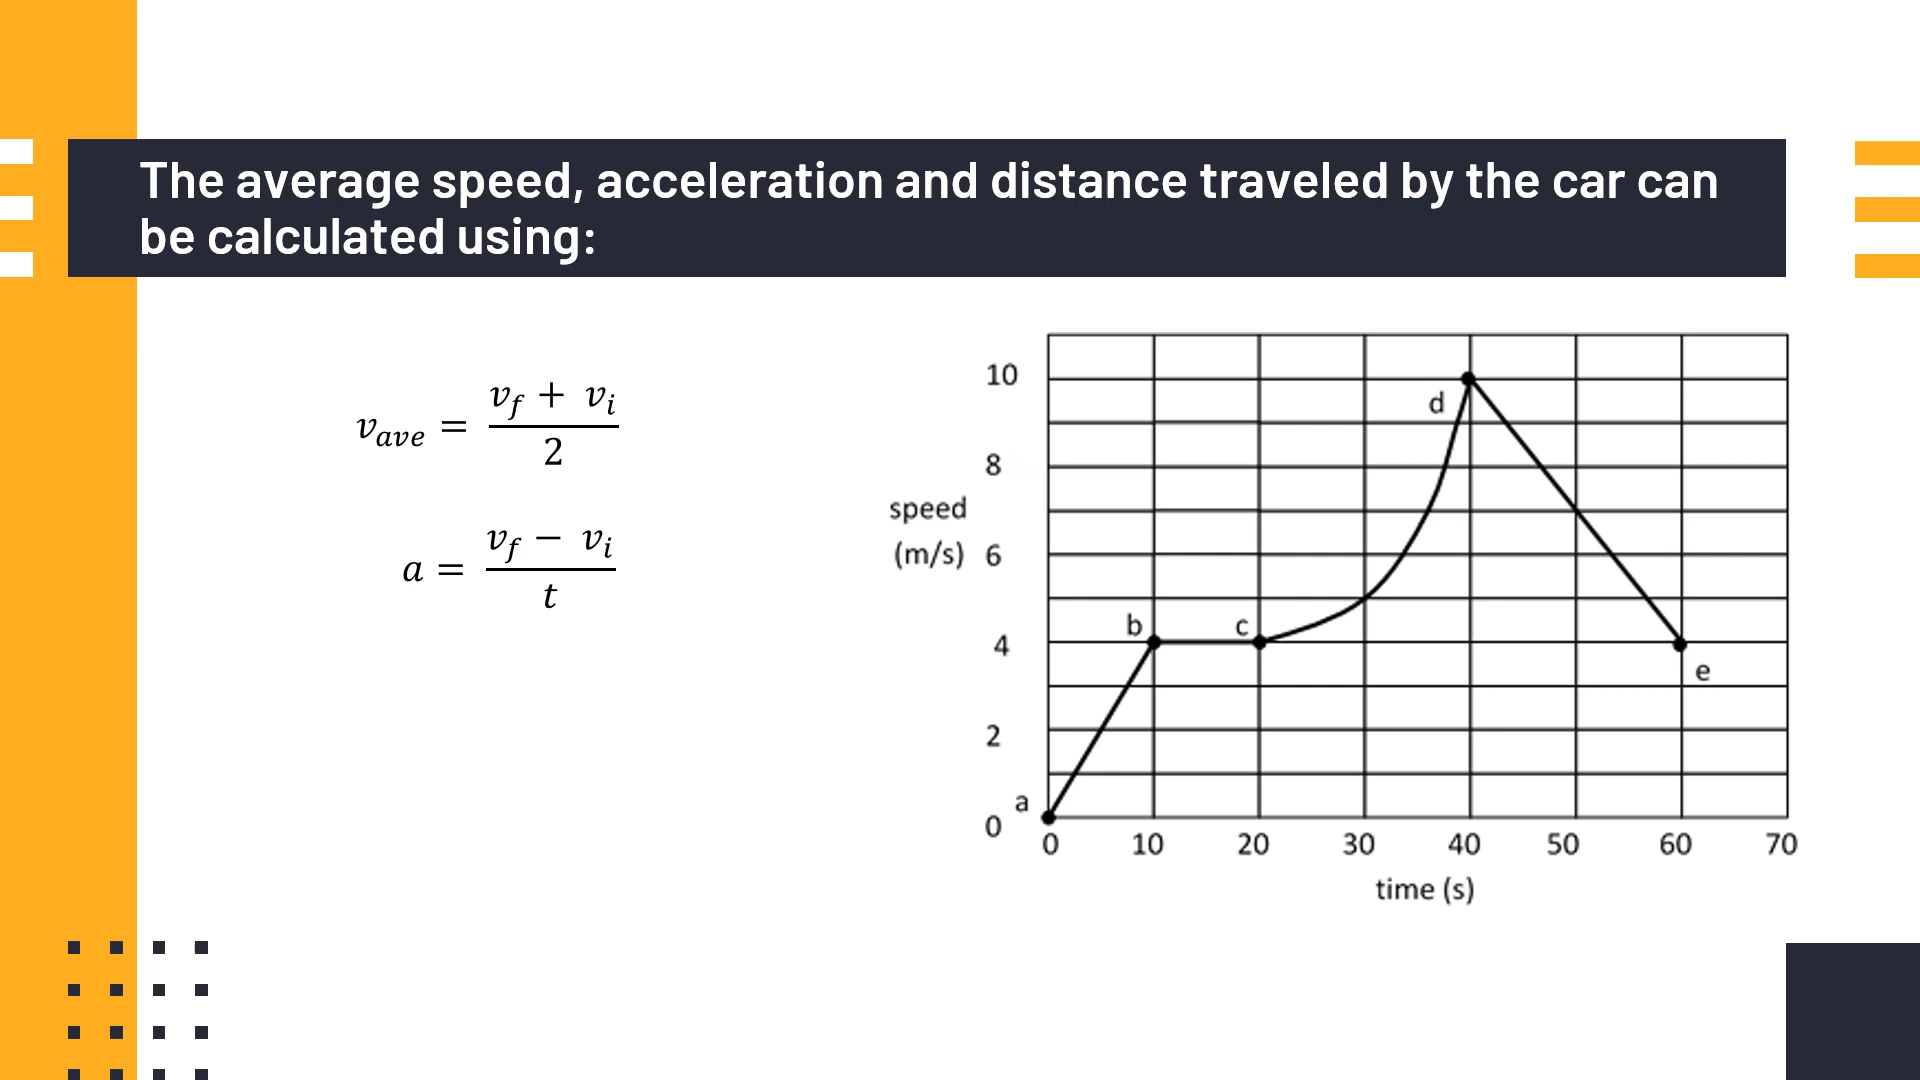 The average speed, acceleration and distance traveled by the car can
be calculated using:
v_ave = (v_f + v_i) / 2
a = (v_f − v_i) / t
speed
(m/s)
10
8
6
4
2
0
a
b
c
d
e
0 10 20 30 40 50 60 70
time (s)